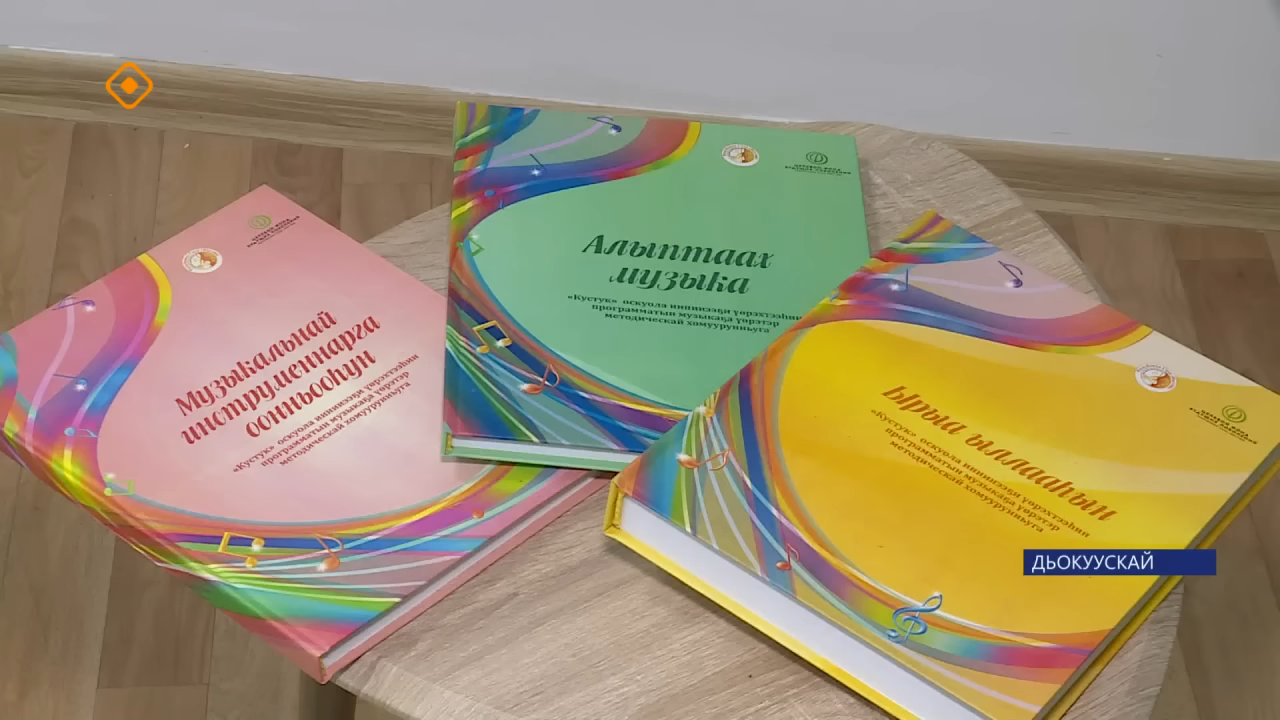 Музыкальнай
инструменнарга
оонньооһун
«Кустук» оскуола иннинээҕи үөрэхтээһин
программатын музыкаҕа үөрэтэр
методическай хомуурунньуга
Алыптаах
музыка
«Кустук» оскуола иннинээҕи үөрэхтээһин
программатын музыкаҕа үөрэтэр
методическай хомуурунньуга
Ырыа ыллааһын
«Кустук» оскуола иннинээҕи үөрэхтээһин
программатын музыкаҕа үөрэтэр
методическай хомуурунньуга
ДЬОКУУСКАЙ